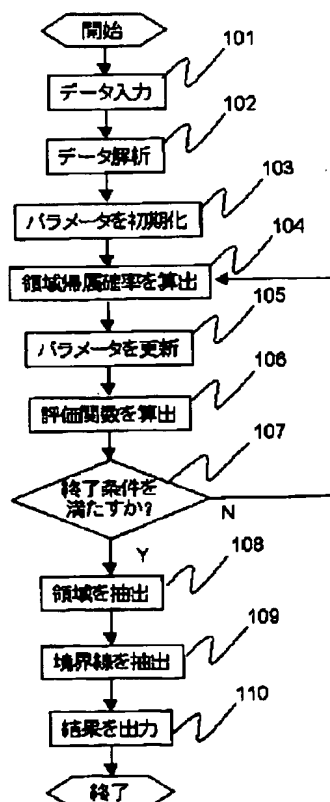 開始
101
データ入力
102
データ解析
103
パラメータを初期化
104
領域帰属確率を算出
105
パラメータを更新
106
評価関数を算出
107
終了条件を
満たすか?
N
Y
108
領域を抽出
109
境界線を抽出
110
結果を出力
終了